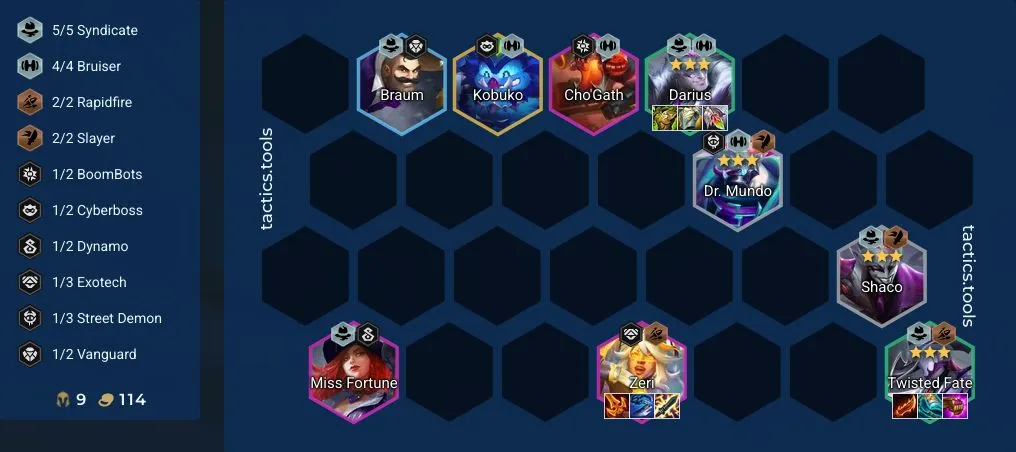 5/5 Syndicate
4/4 Bruiser
2/2 Rapidfire
2/2 Slayer
1/2 BoomBots
1/2 Cyberboss
1/2 Dynamo
1/3 Exotech
1/3 Street Demon
1/2 Vanguard
9 114
tactics.tools
Braum
Kobuko
Cho'Gath
Darius
Dr. Mundo
Shaco
tactics.tools
Miss Fortune
Zeri
Twisted Fate